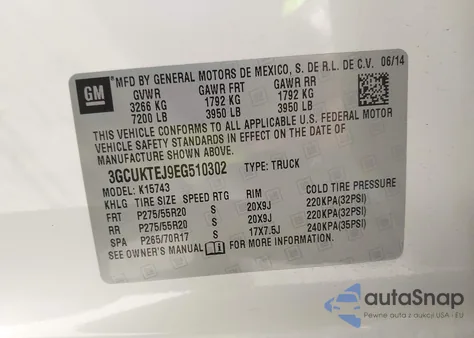 GM
MFD BY GENERAL MOTORS DE MEXICO, S. DE R.L. DE C.V. 06/14
GVWR GAWR FRT GAWR RR
3266 KG 1792 KG 1792 KG
7200 LB 3950 LB 3950 LB
THIS VEHICLE CONFORMS TO ALL APPLICABLE U.S. FEDERAL MOTOR
VEHICLE SAFETY STANDARDS IN EFFECT ON THE DATE OF
MANUFACTURE SHOWN ABOVE.
3GCUKTEJ9EG510302 TYPE: TRUCK
MODEL: K15743
KHLG TIRE SIZE SPEED RTG RIM COLD TIRE PRESSURE
FRT P275/55R20 S 20X9J 220KPA(32PSI)
RR P275/55R20 S 20X9J 220KPA(32PSI)
SPA P265/70R17 S 17X7.5J 240KPA(35PSI)
SEE OWNER'S MANUAL FOR MORE INFORMATION.
autoSnap
Pewne auta z aukcji USA - EU